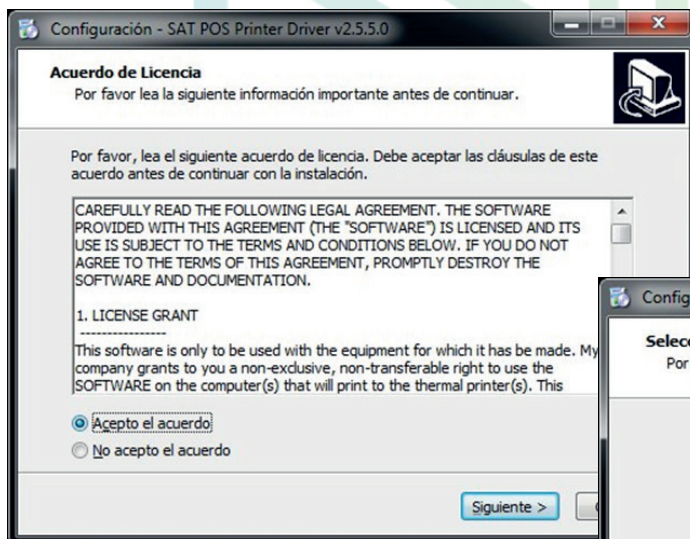 Configuración - SAT POS Printer Driver v2.5.5.0
Acuerdo de Licencia
Por favor lea la siguiente información importante antes de continuar.
Por favor, lea el siguiente acuerdo de licencia. Debe aceptar las cláusulas de este
acuerdo antes de continuar con la instalación.
CAREFULLY READ THE FOLLOWING LEGAL AGREEMENT. THE SOFTWARE
PROVIDED WITH THIS AGREEMENT (THE "SOFTWARE") IS LICENSED AND ITS
USE IS SUBJECT TO THE TERMS AND CONDITIONS BELOW. IF YOU DO NOT
AGREE TO THE TERMS OF THIS AGREEMENT, PROMPTLY DESTROY THE
SOFTWARE AND DOCUMENTATION.
1. LICENSE GRANT
----------------
This software is only to be used with the equipment for which it has be made. My
company grants to you a non-exclusive, non-transferable right to use the
SOFTWARE on the computer(s) that will print to the thermal printer(s). This
Acepto el acuerdo
No acepto el acuerdo
Siguiente >
Config
Selecc
Por